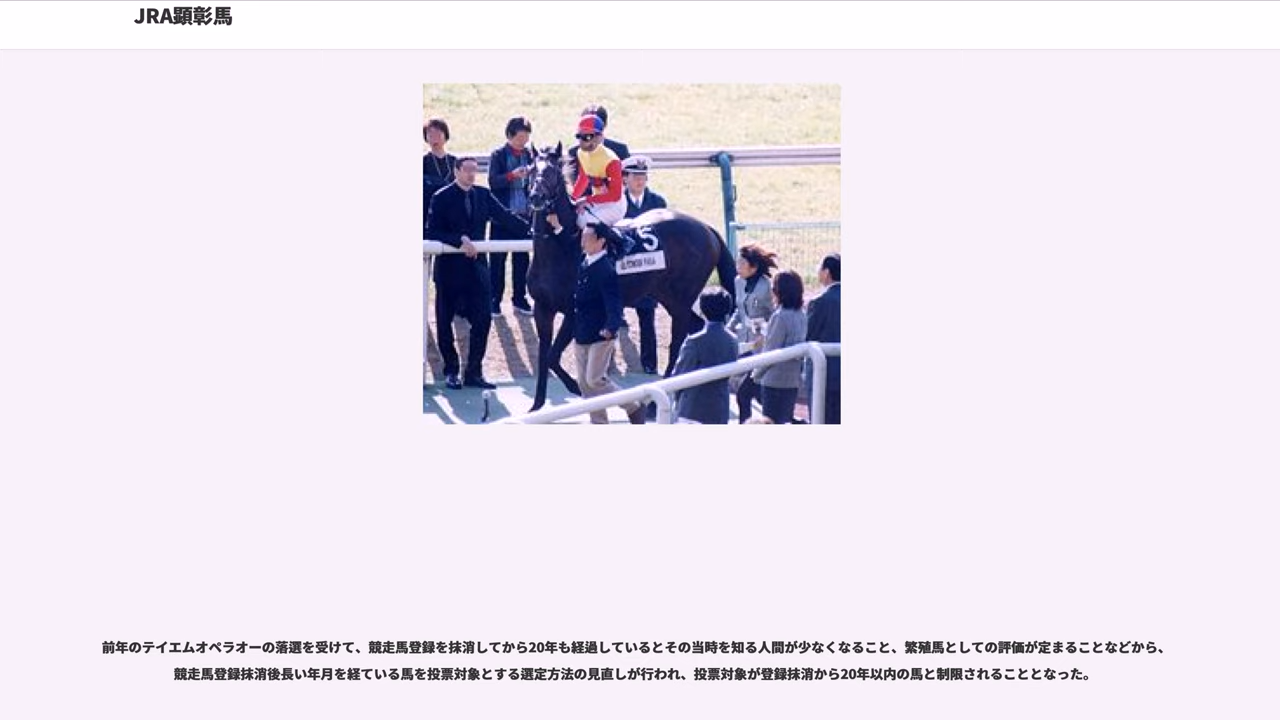 JRA顕彰馬
5
前年のテイエムオペラオーの落選を受けて、競走馬登録を抹消してから20年も経過しているとその当時を知る人間が少なくなること、繁殖馬としての評価が定まることなどから、
競走馬登録抹消後長い年月を経ている馬を投票対象とする選定方法の見直しが行われ、投票対象が登録抹消から20年以内の馬と制限されることとなった。